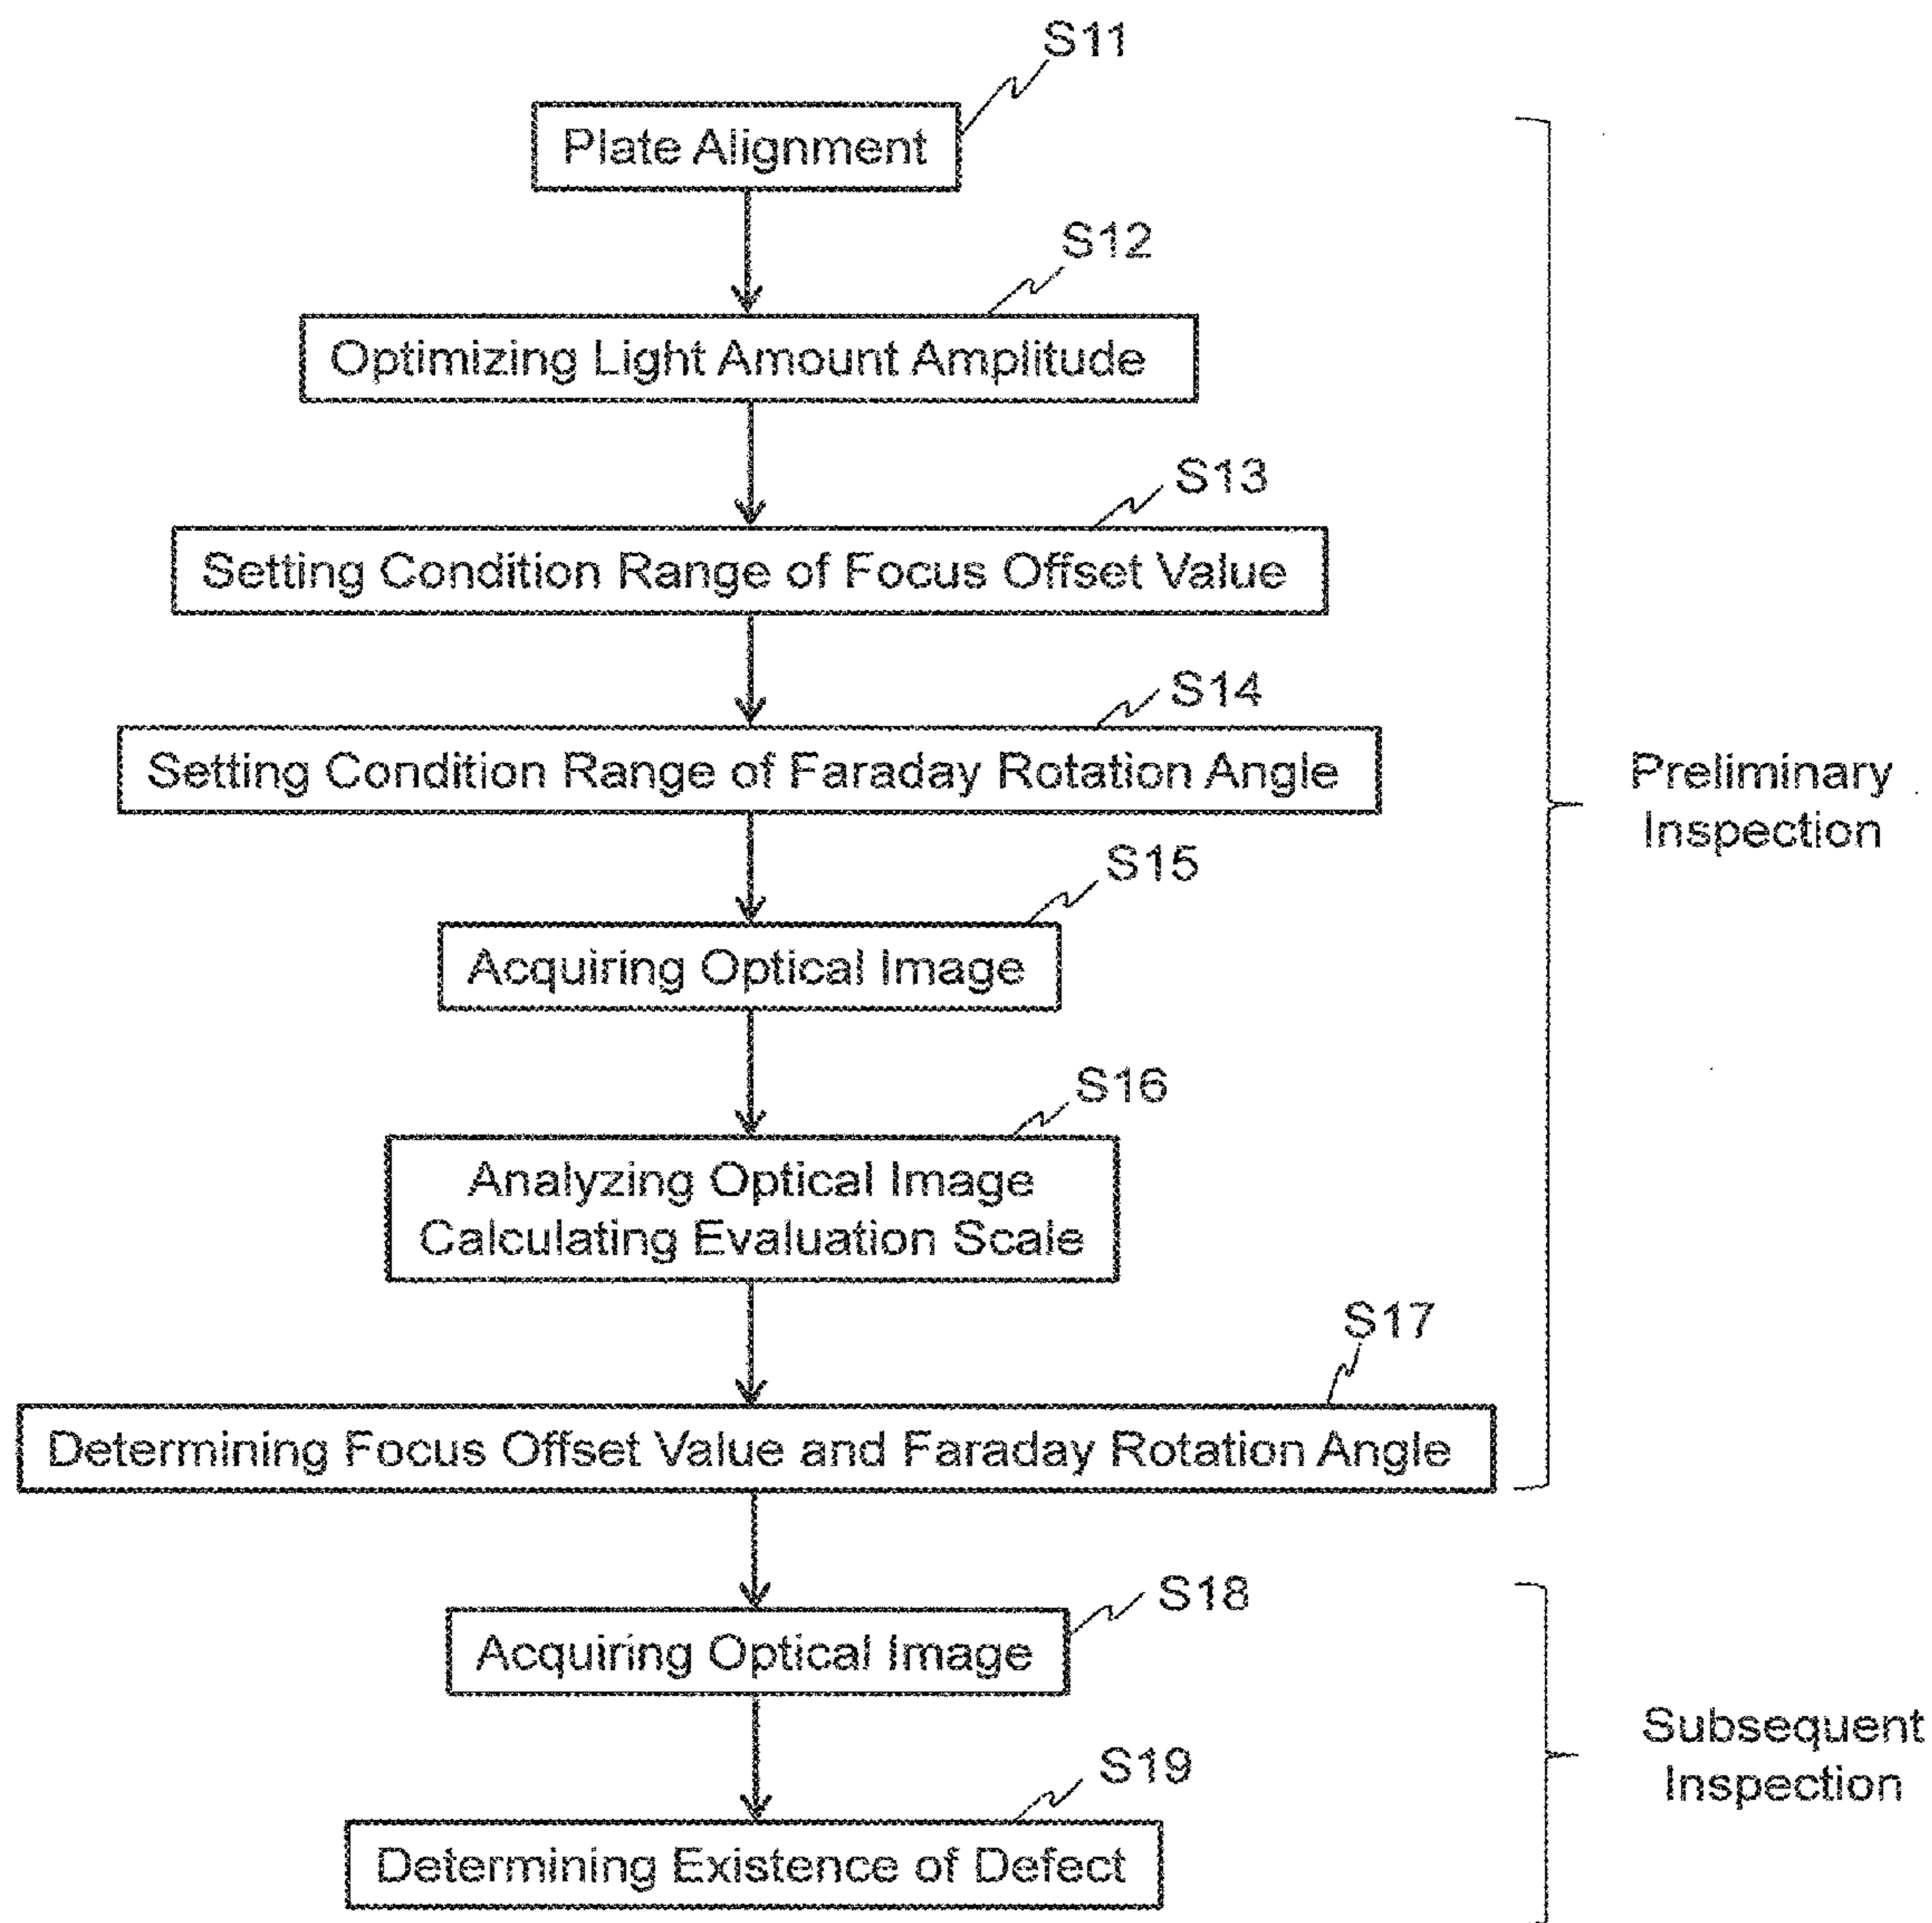 S11
Plate Alignment
S12
Optimizing Light Amount Amplitude
S13
Setting Condition Range of Focus Offset Value
S14
Setting Condition Range of Faraday Rotation Angle
Preliminary
Inspection
S15
Acquiring Optical Image
S16
Analyzing Optical Image
Calculating Evaluation Scale
S17
Determining Focus Offset Value and Faraday Rotation Angle
S18
Acquiring Optical Image
Subsequent
Inspection
S19
Determining Existence of Defect